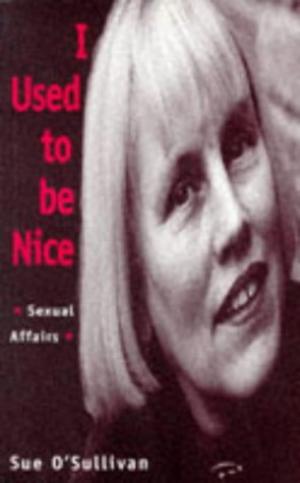 I
Used
to
be
Nice
• Sexual
Affairs •
Sue O'Sullivan